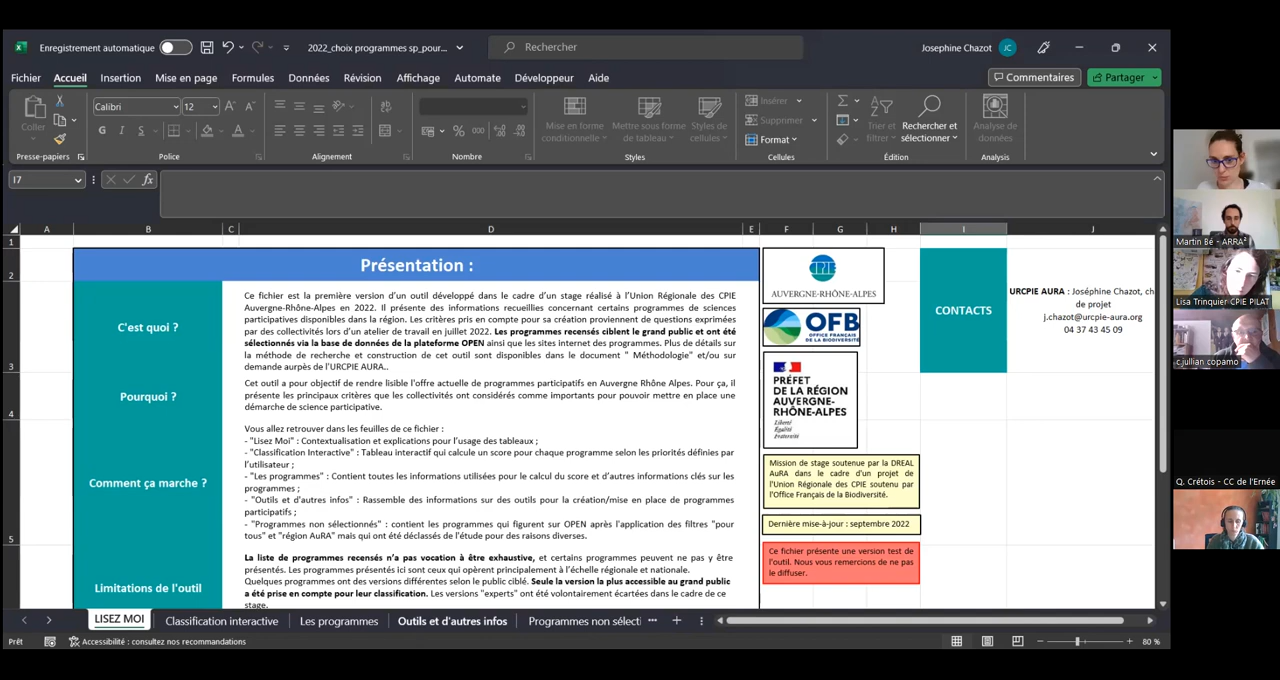 Enregistrement automatique
2022_choix programmes sp_pour...
Rechercher
Josephine Chazot
JC
Fichier Accueil Insertion Mise en page Formules Données Révision Affichage Automate Développeur Aide
Commentaires
Partager
Coller
Calibri
12
Mise en forme conditionnelle
Mettre sous forme de tableau
Styles de cellules
Insérer
Supprimer
Format
Trier et filtrer
Rechercher et sélectionner
Analyse de données
Presse-papiers Police Alignement Nombre Styles Cellules Édition Analyse
I7
A B C D E F G H I J
1
2
3
4
5
Présentation :
C'est quoi ?
Ce fichier est la première version d'un outil développé dans le cadre d'un stage réalisé à l'Union Régionale des CPIE
Auvergne-Rhône-Alpes en 2022. Il présente des informations recueillies concernant certains programmes de sciences
participatives disponibles dans la région. Les critères pris en compte pour sa création proviennent de questions exprimées
par des collectivités lors d'un atelier de travail en juillet 2022. Les programmes recensés ciblent le grand public et ont été
sélectionnés via la base de données de la plateforme OPEN ainsi que les sites internet des programmes. Plus de détails sur
la méthode de recherche et construction de cet outil sont disponibles dans le document " Méthodologie" et/ou sur
demande aurpès de l'URCPIE AURA..
Pourquoi ?
Cet outil a pour objectif de rendre lisible l'offre actuelle de programmes participatifs en Auvergne Rhône Alpes. Pour ça, il
présente les principaux critères que les collectivités ont considérés comme importants pour pouvoir mettre en place une
démarche de science participative.
Comment ça marche ?
Vous allez retrouver dans les feuilles de ce fichier :
- "Lisez Moi" : Contextualisation et explications pour l'usage des tableaux ;
- "Classification Interactive" : Tableau interactif qui calcule un score pour chaque programme selon les priorités définies par
l'utilisateur ;
- "Les programmes" : Contient toutes les informations utilisées pour le calcul du score et d'autres informations clés sur les
programmes ;
- "Outils et d'autres infos" : Rassemble des informations sur des outils pour la création/mise en place de programmes
participatifs ;
- "Programmes non sélectionnés" : contient les programmes qui figurent sur OPEN après l'application des filtres "pour
tous" et "région AuRA" mais qui ont été déclassés de l'étude pour des raisons diverses.
Limitations de l'outil
La liste de programmes recensés n'a pas vocation à être exhaustive, et certains programmes peuvent ne pas y être
présentés. Les programmes présentés ici sont ceux qui opèrent principalement à l'échelle régionale et nationale.
Quelques programmes ont des versions différentes selon le public ciblé. Seule la version la plus accessible au grand public
a été prise en compte pour leur classification. Les versions "experts" ont été volontairement écartées dans le cadre de ce
stage.
CPIE
AUVERGNE-RHÔNE-ALPES
OFB
OFFICE FRANÇAIS
DE LA BIODIVERSITÉ
PRÉFET
DE LA RÉGION
AUVERGNE-
RHÔNE-ALPES
Liberté
Égalité
Fraternité
Mission de stage soutenue par la DREAL
AuRA dans le cadre d'un projet de
l'Union Régionale des CPIE soutenu par
l'Office Français de la Biodiversité.
Dernière mise-à-jour : septembre 2022
Ce fichier présente une version test de
l'outil. Nous vous remercions de ne pas
le diffuser.
CONTACTS
URCPIE AURA : Joséphine Chazot, ch
de projet
j.chazot@urcpie-aura.org
04 37 43 45 09
LISEZ MOI Classification interactive Les programmes Outils et d'autres infos Programmes non sélecti ...
Prêt
Accessibilité : consultez nos recommandations
80 %
Martin Bé - ARRA²
Lisa Trinquier CPIE PILAT
c.jullian copamo
Q. Crétois - CC de l'Ernée